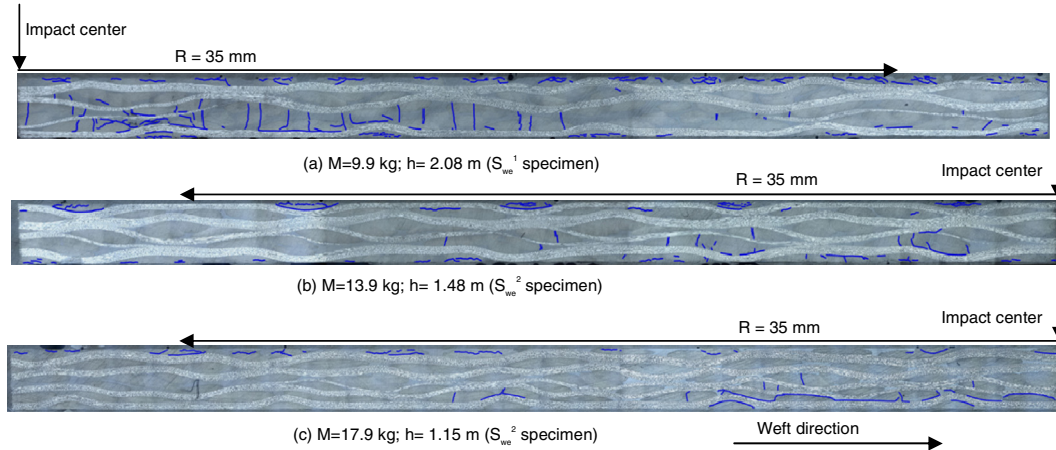 Impact center
R = 35 mm
(a) M=9.9 kg; h= 2.08 m (Swe1 specimen)
Impact center
R = 35 mm
(b) M=13.9 kg; h= 1.48 m (Swe2 specimen)
Impact center
R = 35 mm
(c) M=17.9 kg; h= 1.15 m (Swe2 specimen)
Weft direction